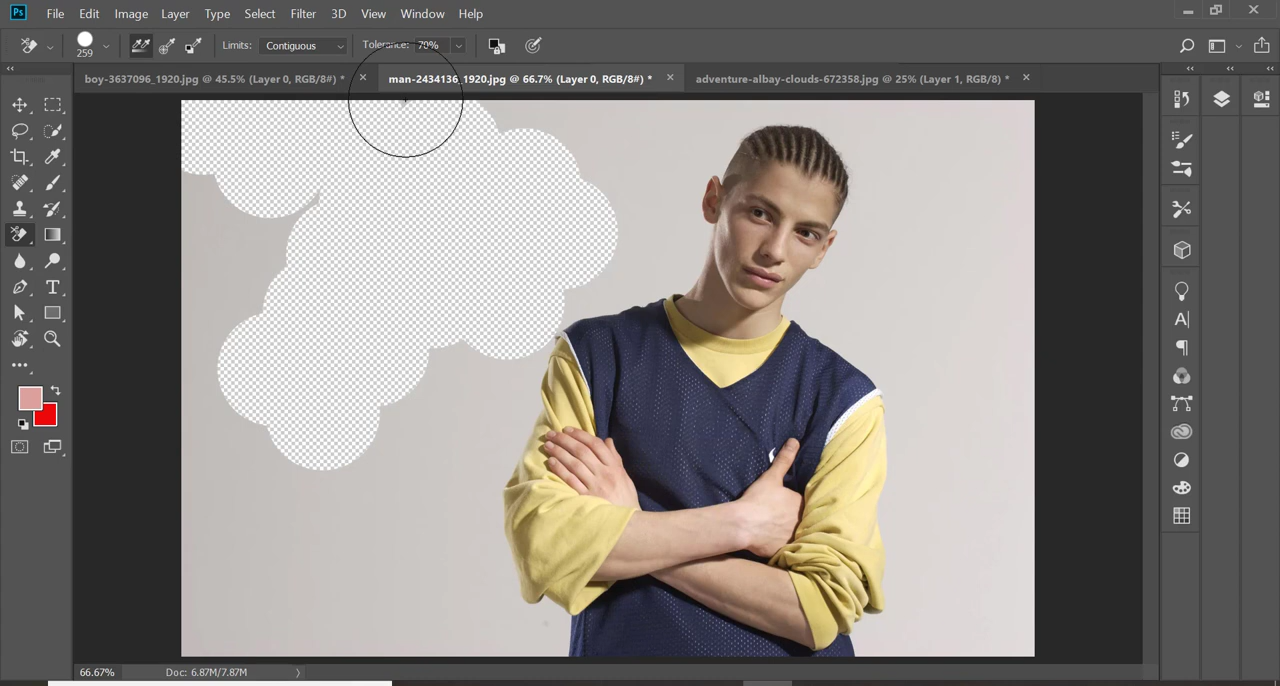 Ps File Edit Image Layer Type Select Filter 3D View Window Help
259 Limits: Contiguous Tolerance: 70%
boy-3637096_1920.jpg @ 45.5% (Layer 0, RGB/8#) * man-2434136_1920.jpg @ 66.7% (Layer 0, RGB/8#) * adventure-albay-clouds-672358.jpg @ 25% (Layer 1, RGB/8) *
66.67% Doc: 6.87M/7.87M